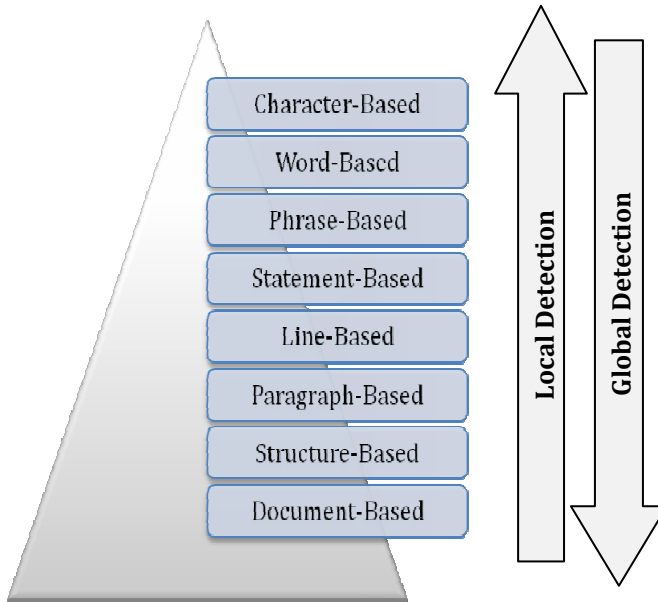 Character-Based
Word-Based
Phrase-Based
Statement-Based
Line-Based
Paragraph-Based
Structure-Based
Document-Based
Local Detection
Global Detection